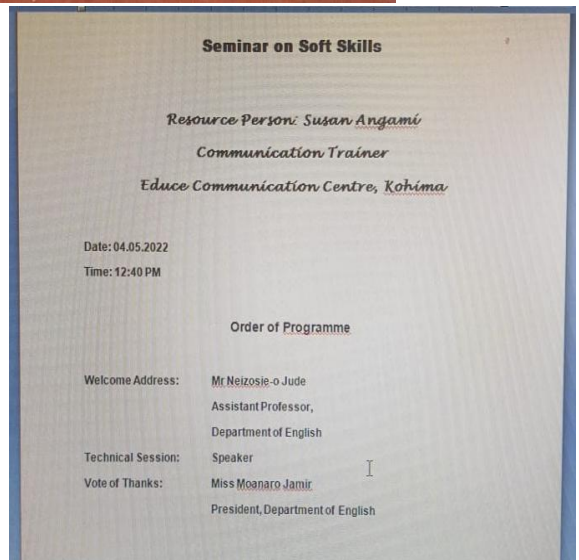 Seminar on Soft Skills
Resource Person: Susan Angami
Communication Trainer
Educe Communication Centre, Kohima
Date: 04.05.2022
Time: 12:40 PM
Order of Programme
Welcome Address: Mr Neizosie-o Jude
Assistant Professor,
Department of English
Technical Session: Speaker
Vote of Thanks: Miss Moanaro Jamir
President, Department of English